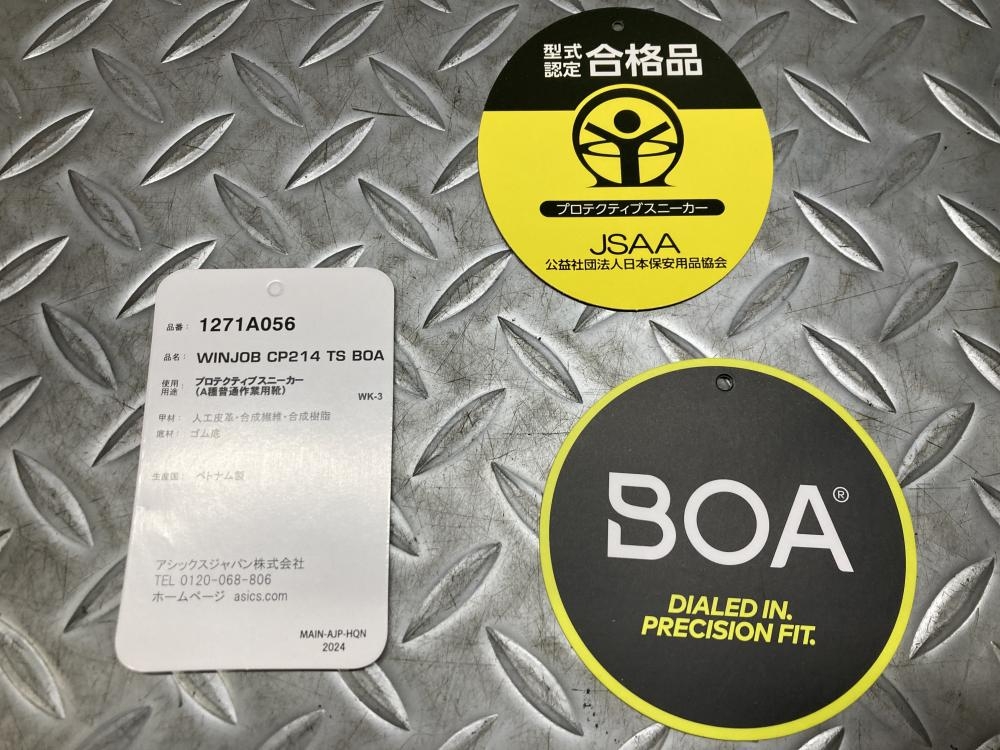 型式
認定 合格品
プロテクティブスニーカー
JSAA
公益社団法人日本保安用品協会
品番： 1271A056
品名： WINJOB CP214 TS BOA
使用
用途： プロテクティブスニーカー
（A種普通作業用靴）
WK-3
甲材： 人工皮革・合成繊維・合成樹脂
底材： ゴム底
生産国： ベトナム製
アシックスジャパン株式会社
TEL 0120-068-806
ホームページ asics.com
MAIN-AJP-HQN
2024
BOA®
DIALED IN.
PRECISION FIT.